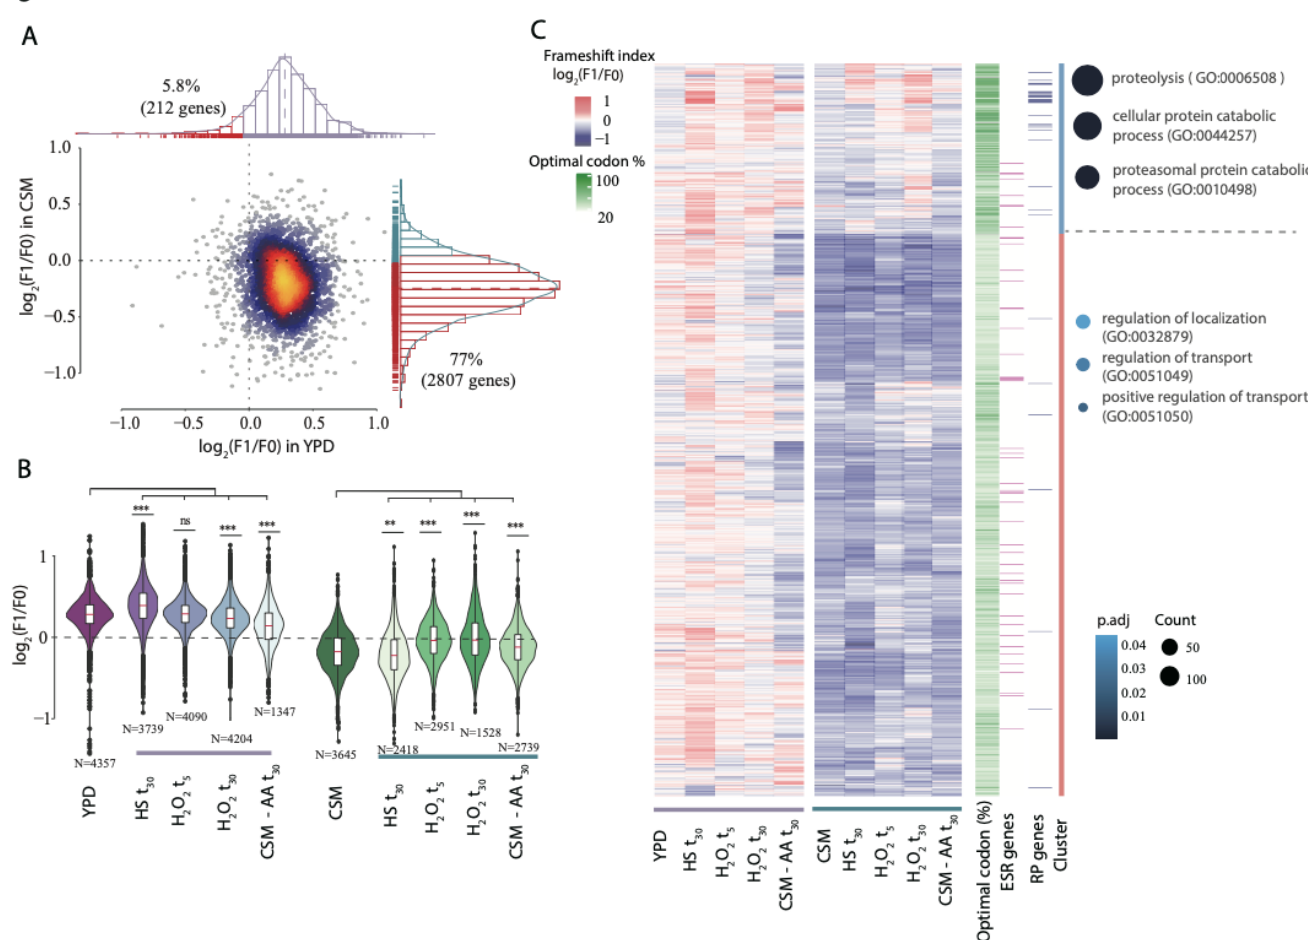 A
5.8%
(212 genes)
1.0
0.5
0.0
−0.5
−1.0
log2(F1/F0) in CSM
77%
(2807 genes)
−1.0
−0.5
0.0
0.5
1.0
log2(F1/F0) in YPD
B
***
ns
***
***
**
***
***
***
1
0
−1
log2(F1/F0)
N=4357
N=3739
N=4090
N=4204
N=1347
N=3645
N=2418
N=2951
N=1528
N=2739
YPD
HS t30
H2O2 t5
H2O2 t30
CSM - AA t30
CSM
HS t30
H2O2 t5
H2O2 t30
CSM - AA t30
C
Frameshift index
log2(F1/F0)
1
0
−1
Optimal codon %
100
20
proteolysis ( GO:0006508 )
cellular protein catabolic
process (GO:0044257)
proteasomal protein catabolic
process (GO:0010498)
regulation of localization
(GO:0032879)
regulation of transport
(GO:0051049)
positive regulation of transport
(GO:0051050)
p.adj
0.04
0.03
0.02
0.01
Count
50
100
YPD
HS t30
H2O2 t5
H2O2 t30
CSM - AA t30
CSM
HS t30
H2O2 t5
H2O2 t30
CSM - AA t30
Optimal codon (%)
ESR genes
RP genes
Cluster